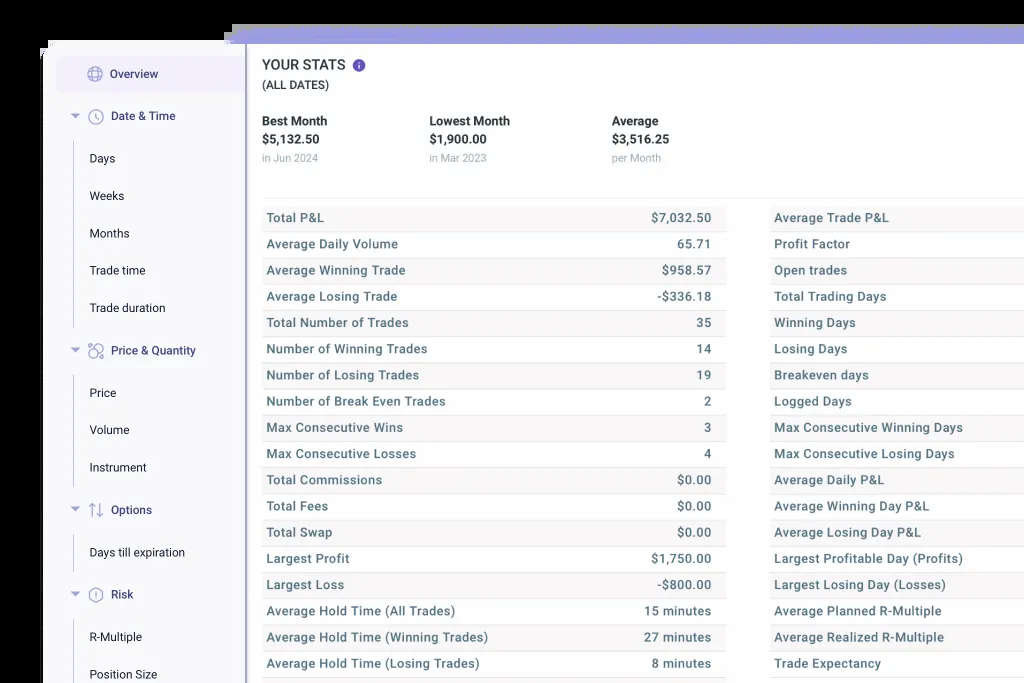 Overview
Date & Time
Days
Weeks
Months
Trade time
Trade duration
Price & Quantity
Price
Volume
Instrument
Options
Days till expiration
Risk
R-Multiple
Position Size
YOUR STATS
(ALL DATES)
Best Month
$5,132.50
in Jun 2024
Lowest Month
$1,900.00
in Mar 2023
Average
$3,516.25
per Month
Total P&L $7,032.50
Average Daily Volume 65.71
Average Winning Trade $958.57
Average Losing Trade -$336.18
Total Number of Trades 35
Number of Winning Trades 14
Number of Losing Trades 19
Number of Break Even Trades 2
Max Consecutive Wins 3
Max Consecutive Losses 4
Total Commissions $0.00
Total Fees $0.00
Total Swap $0.00
Largest Profit $1,750.00
Largest Loss -$800.00
Average Hold Time (All Trades) 15 minutes
Average Hold Time (Winning Trades) 27 minutes
Average Hold Time (Losing Trades) 8 minutes
Average Trade P&L
Profit Factor
Open trades
Total Trading Days
Winning Days
Losing Days
Breakeven days
Logged Days
Max Consecutive Winning Days
Max Consecutive Losing Days
Average Daily P&L
Average Winning Day P&L
Average Losing Day P&L
Largest Profitable Day (Profits)
Largest Losing Day (Losses)
Average Planned R-Multiple
Average Realized R-Multiple
Trade Expectancy